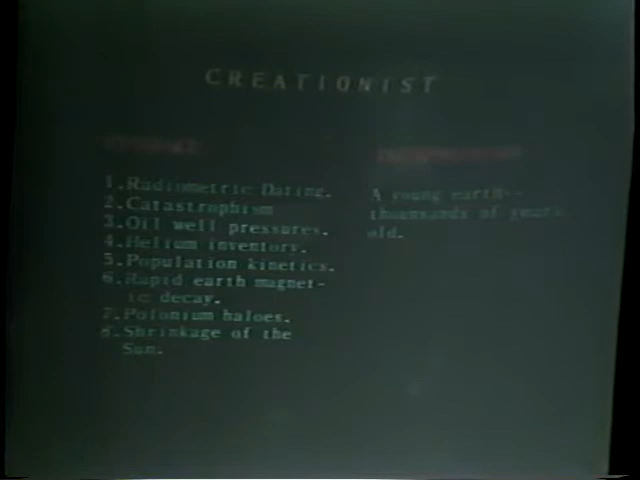 CREATIONIST
1.Radiometric Dating.
2.Catastrophism
3.Oil well pressures.
4.Helium inventory.
5.Population kinetics.
6.Rapid earth magnet-
ic decay.
7.Polonium haloes.
8.Shrinkage of the
Sun.
A young earth--
thousands of years
old.